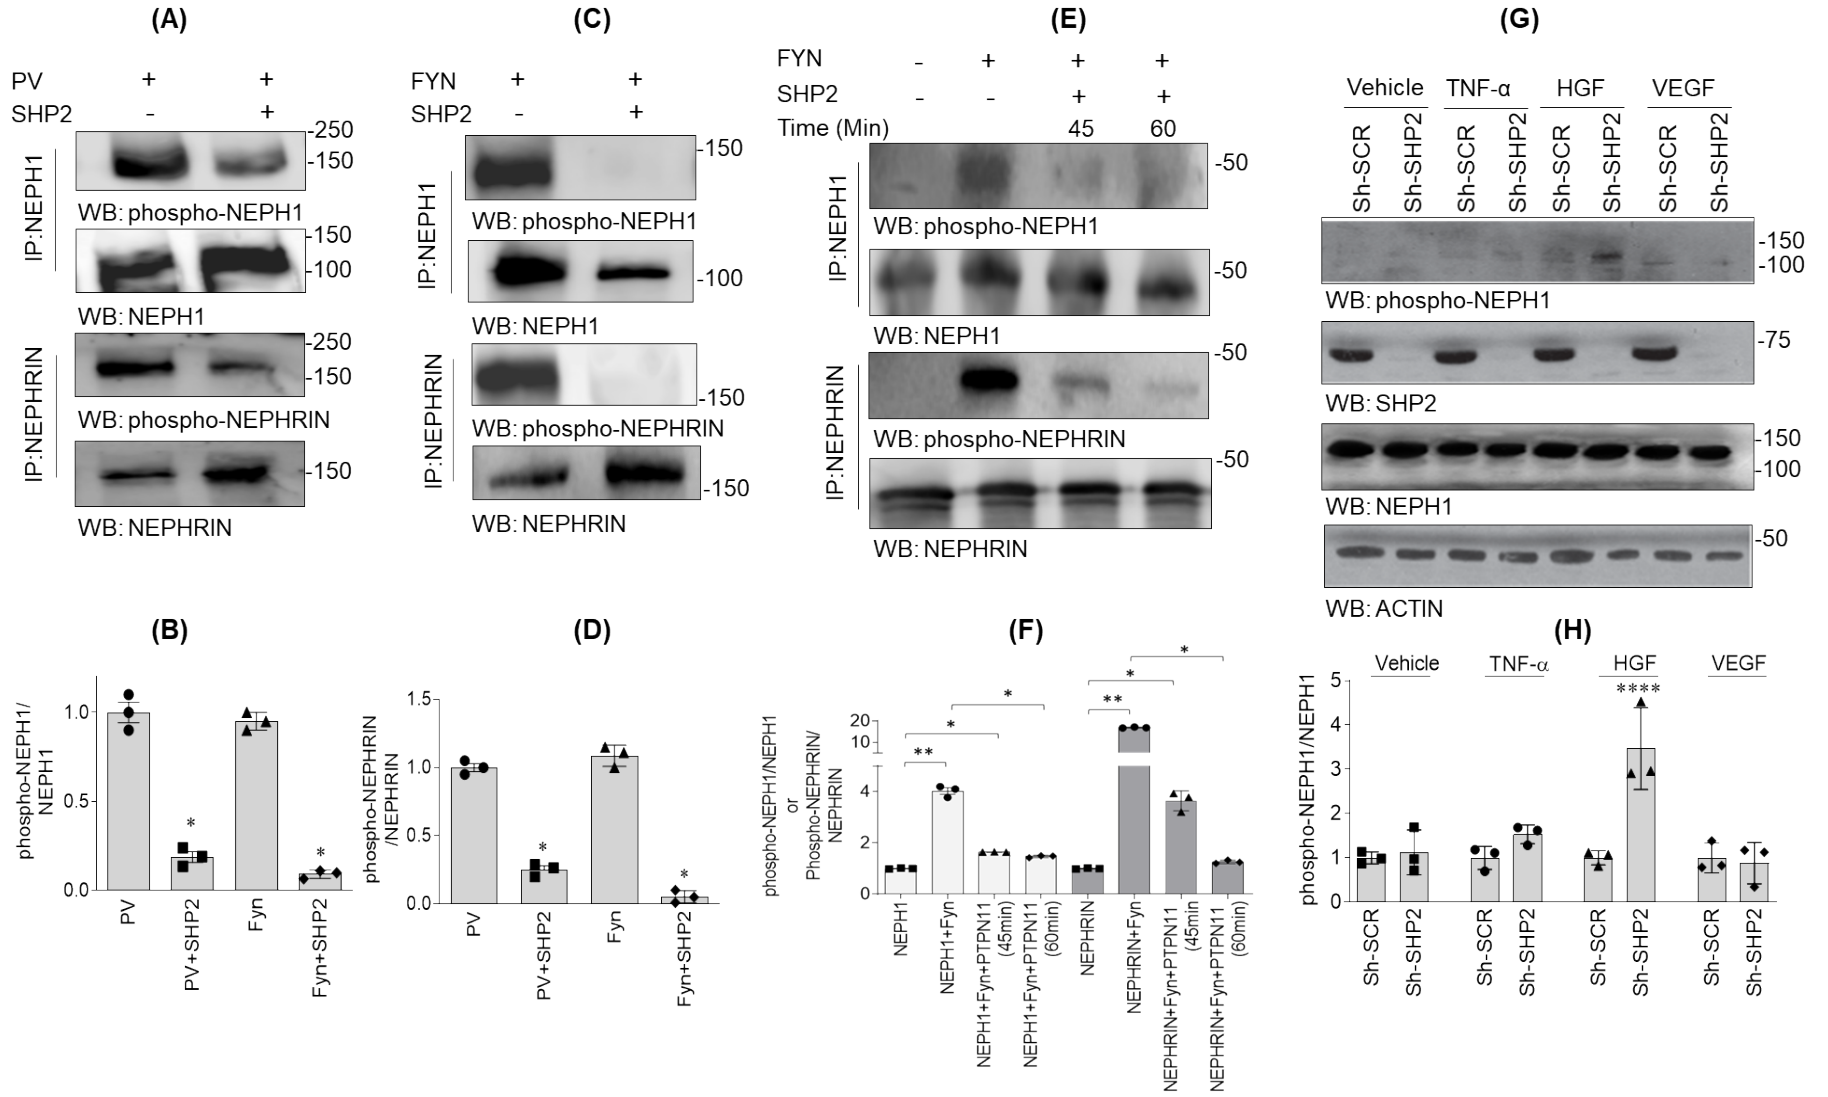 (A)
PV + +
SHP2 - +
-250
-150
WB: phospho-NEPH1
-150
-100
WB: NEPH1
IP:NEPH1
-250
-150
WB: phospho-NEPHRIN
-150
WB: NEPHRIN
IP:NEPHRIN
(B)
phospho-NEPH1/
NEPH1
1.0
0.5
0.0
*
*
PV
PV+SHP2
Fyn
Fyn+SHP2
(C)
FYN + +
SHP2 - +
-150
WB: phospho-NEPH1
-100
WB: NEPH1
IP:NEPH1
-150
WB: phospho-NEPHRIN
-150
WB: NEPHRIN
IP:NEPHRIN
(D)
phospho-NEPHRIN
/NEPHRIN
1.5
1.0
0.5
0.0
*
*
PV
PV+SHP2
Fyn
Fyn+SHP2
(E)
FYN - + + +
SHP2 - - + +
Time (Min) 45 60
-50
WB: phospho-NEPH1
-50
WB: NEPH1
IP:NEPH1
-50
WB: phospho-NEPHRIN
-50
WB: NEPHRIN
IP:NEPHRIN
(F)
phospho-NEPH1/NEPH1
or
Phospho-NEPHRIN/
NEPHRIN
20
10
4
2
0
**
*
*
**
*
*
NEPH1
NEPH1+Fyn
NEPH1+Fyn+PTPN11
(45min)
NEPH1+Fyn+PTPN11
(60min)
NEPHRIN
NEPHRIN+Fyn
NEPHRIN+Fyn+PTPN11
(45min
NEPHRIN+Fyn+PTPN11
(60min)
(G)
Vehicle TNF-α HGF VEGF
Sh-SCR
Sh-SHP2
Sh-SCR
Sh-SHP2
Sh-SCR
Sh-SHP2
Sh-SCR
Sh-SHP2
-150
-100
WB: phospho-NEPH1
-75
WB: SHP2
-150
-100
WB: NEPH1
-50
WB: ACTIN
(H)
Vehicle TNF-α HGF VEGF
****
phospho-NEPH1/NEPH1
5
4
3
2
1
0
Sh-SCR
Sh-SHP2
Sh-SCR
Sh-SHP2
Sh-SCR
Sh-SHP2
Sh-SCR
Sh-SHP2